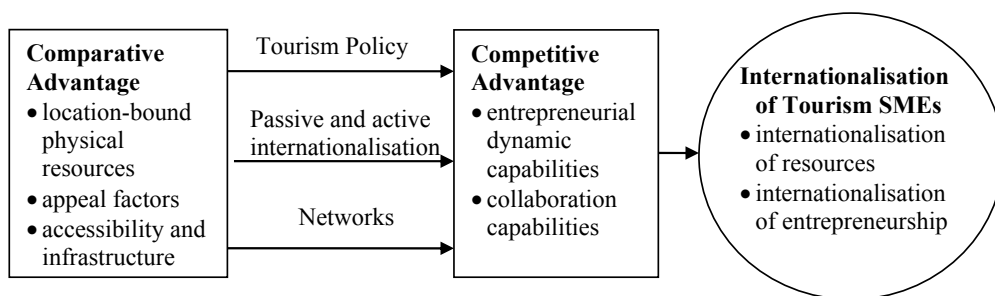 Comparative
Advantage
• location-bound
physical
resources
• appeal factors
• accessibility and
infrastructure
Tourism Policy
Passive and active
internationalisation
Networks
Competitive
Advantage
• entrepreneurial
dynamic
capabilities
• collaboration
capabilities
Internationalisation
of Tourism SMEs
• internationalisation
of resources
• internationalisation
of entrepreneurship